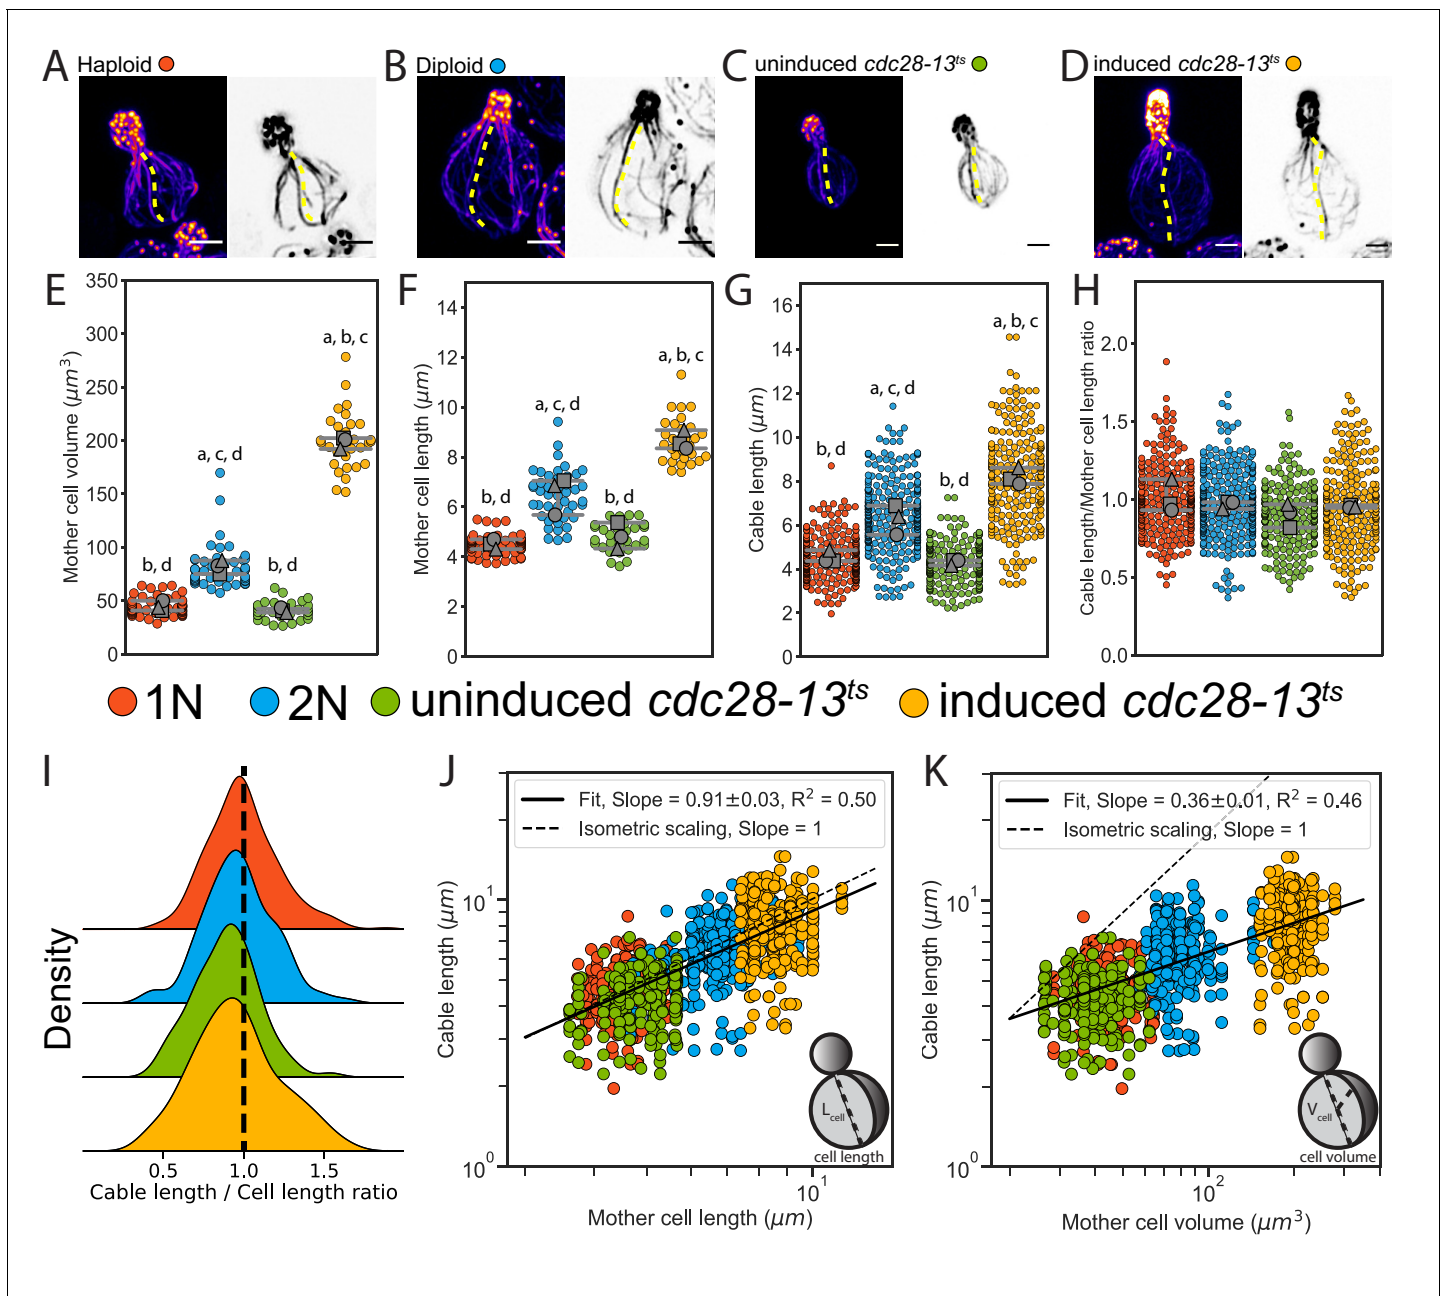 A Haploid
B Diploid
C uninduced cdc28-13ts
D induced cdc28-13ts
E
Mother cell volume (μm3)
350
300
250
200
150
100
50
0
b, d
a, c, d
b, d
a, b, c
F
Mother cell length (μm)
14
12
10
8
6
4
2
0
b, d
a, c, d
b, d
a, b, c
G
Cable length (μm)
16
14
12
10
8
6
4
2
0
b, d
a, c, d
b, d
a, b, c
H
Cable length/Mother cell length ratio
2.0
1.5
1.0
0.5
0.0
1N 2N uninduced cdc28-13ts induced cdc28-13ts
I
Density
0.5 1.0 1.5
Cable length / Cell length ratio
J
Fit, Slope = 0.91±0.03, R2 = 0.50
Isometric scaling, Slope = 1
Cable length (μm)
101
100
Lcell
cell length
101
Mother cell length (μm)
K
Fit, Slope = 0.36±0.01, R2 = 0.46
Isometric scaling, Slope = 1
Cable length (μm)
101
100
Vcell
cell volume
102
Mother cell volume (μm3)